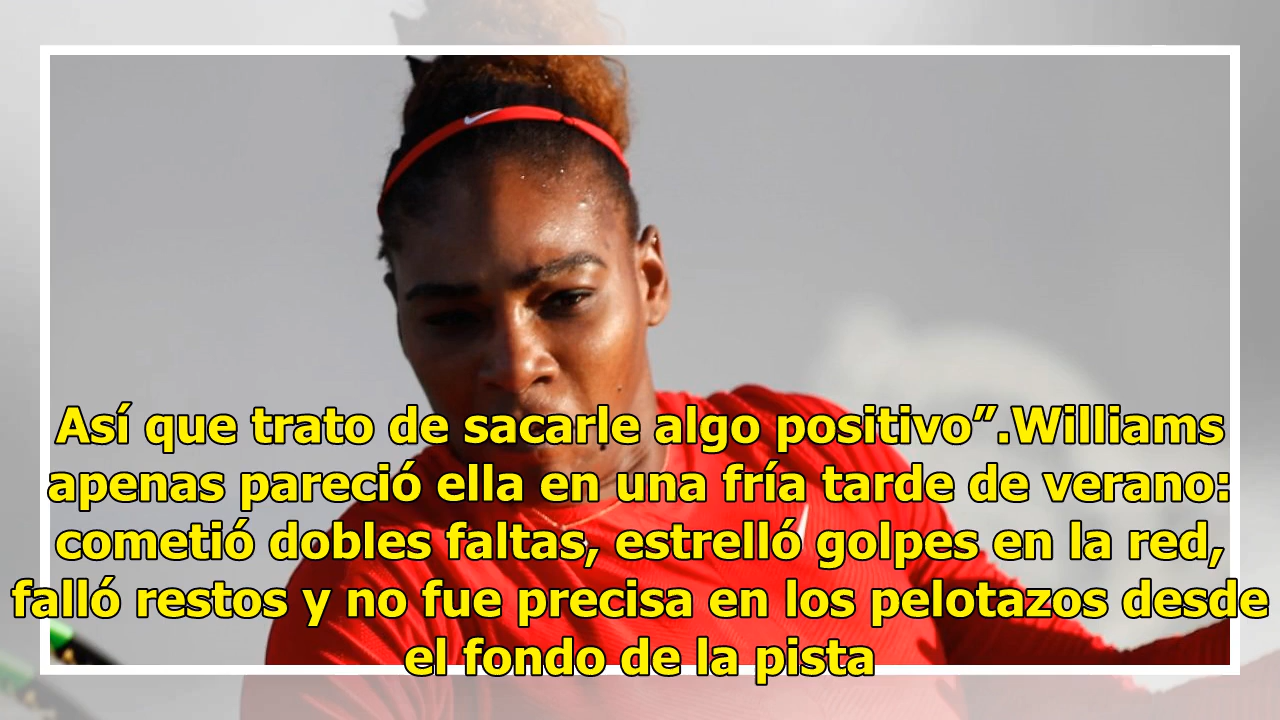 Así que trato de sacarle algo positivo”.Williams
apenas pareció ella en una fría tarde de verano:
cometió dobles faltas, estrelló golpes en la red,
falló restos y no fue precisa en los pelotazos desde
el fondo de la pista